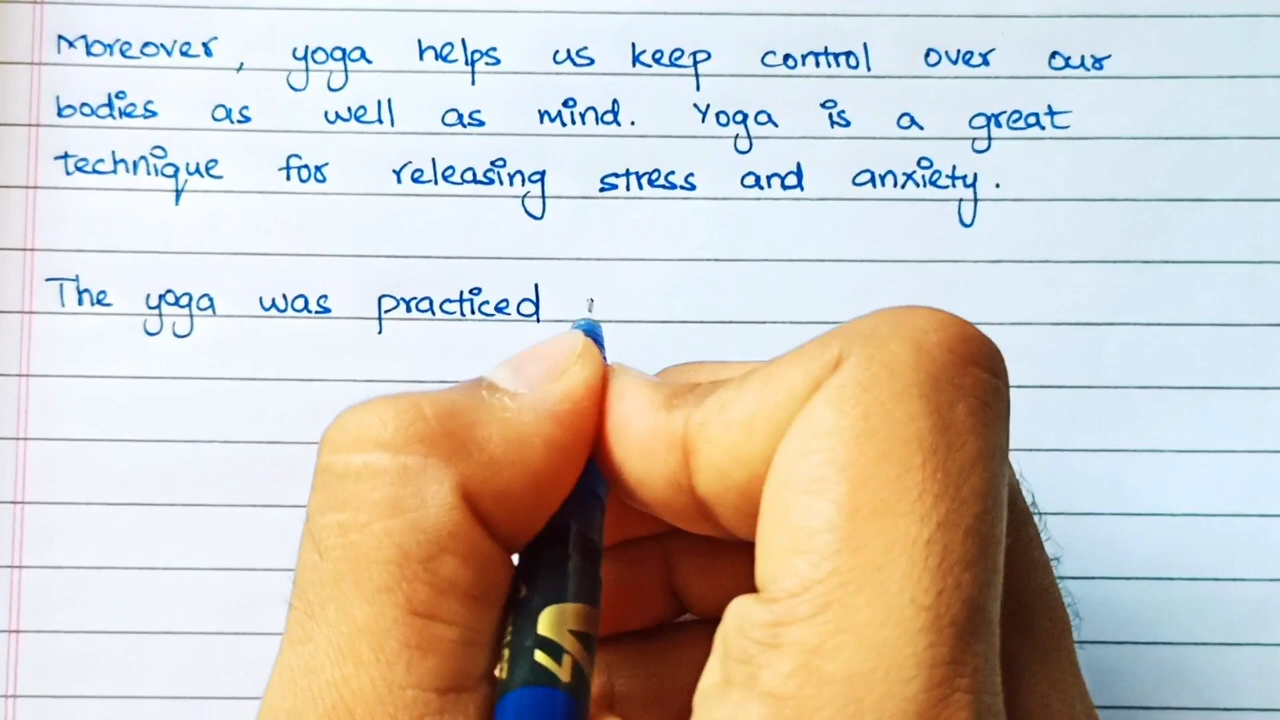 Moreover, yoga helps us keep control over our
bodies as well as mind. Yoga is a great
technique for releasing stress and anxiety.
The yoga was practiced